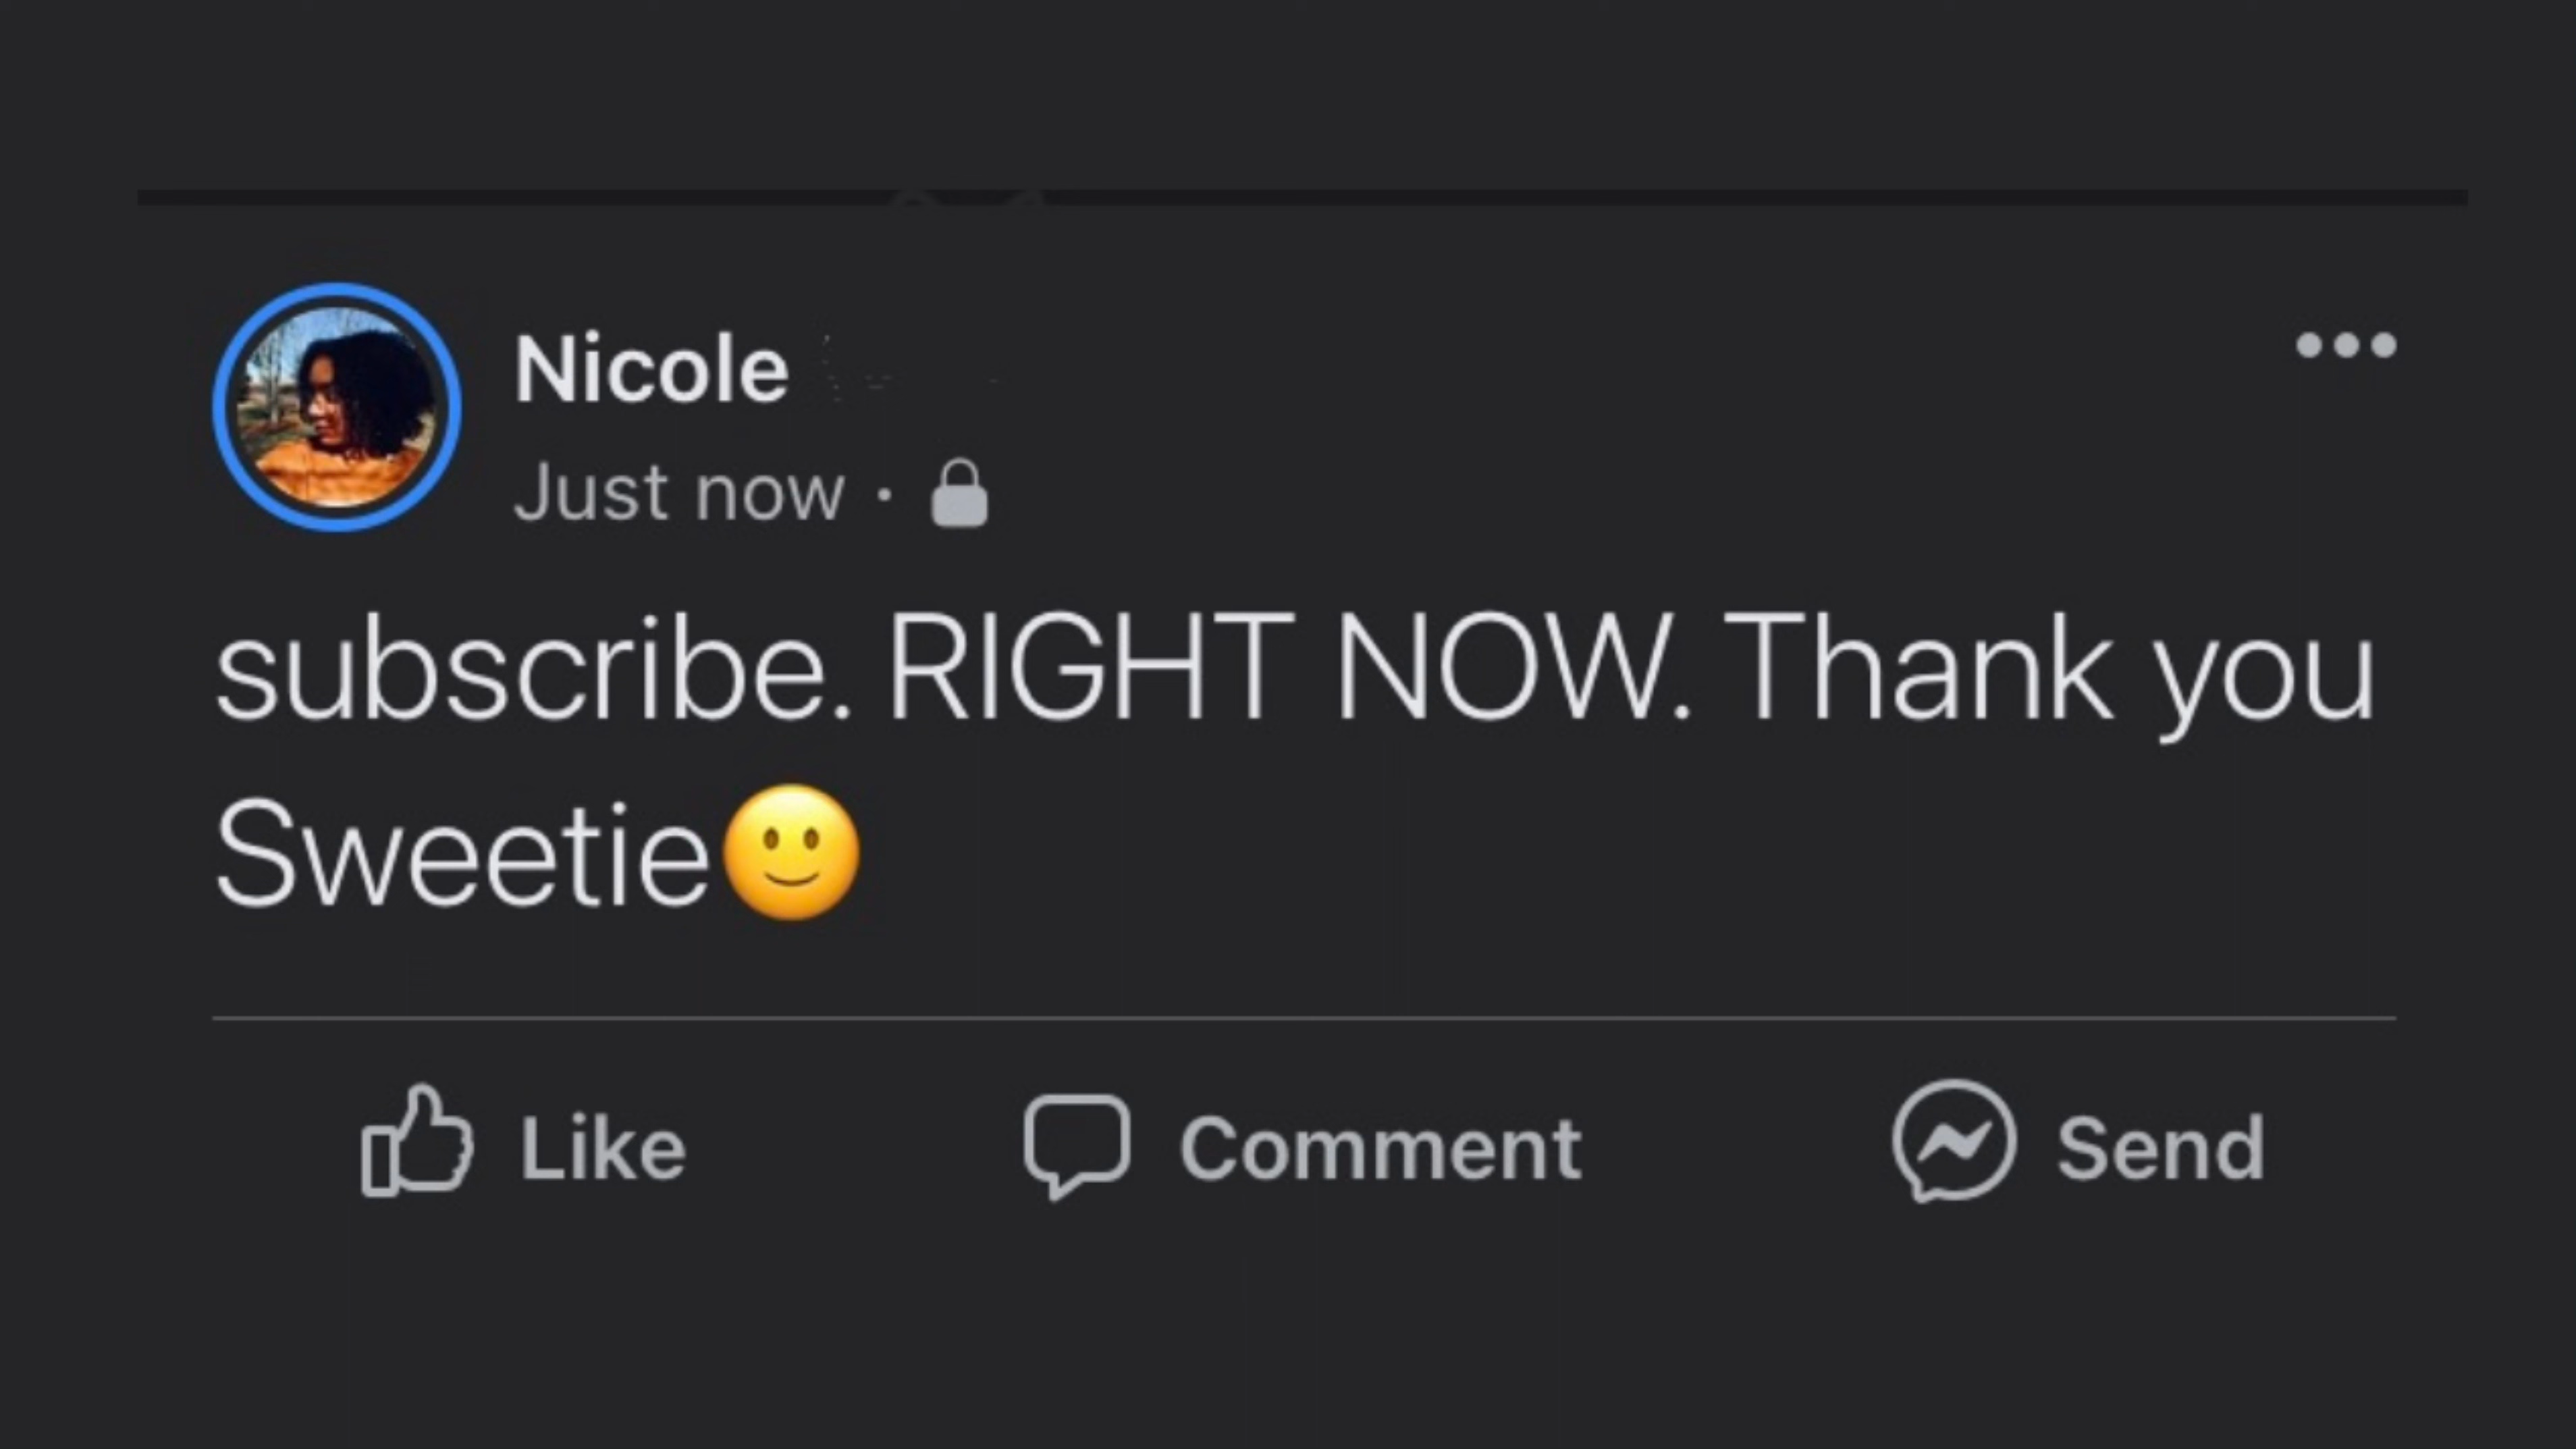 Nicole
Just now ·
subscribe. RIGHT NOW. Thank you
Sweetie🙂
Like Comment Send